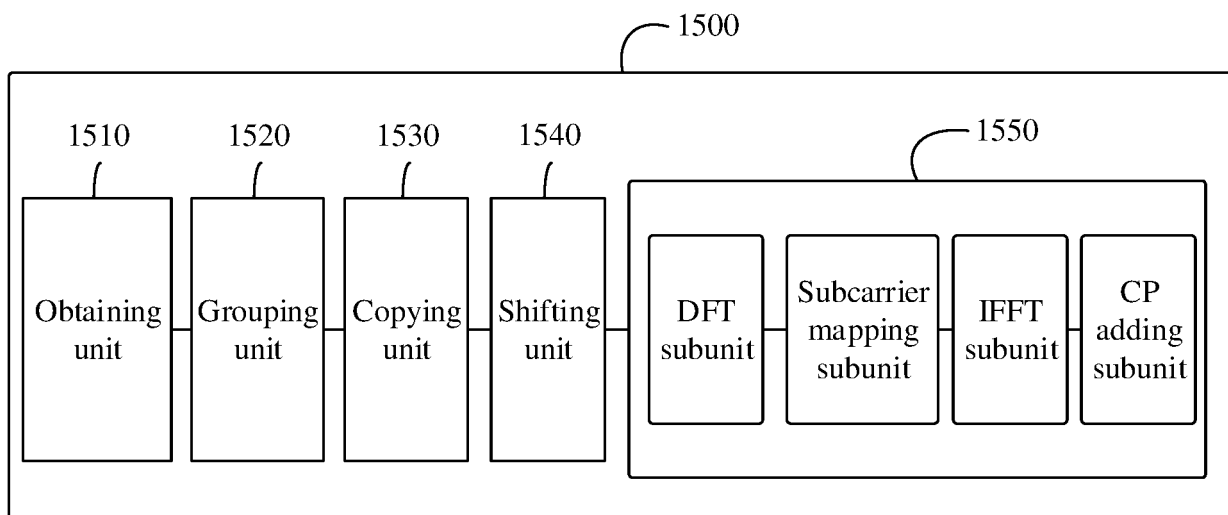 1500
1510
1520
1530
1540
1550
Obtaining
unit
Grouping
unit
Copying
unit
Shifting
unit
DFT
subunit
Subcarrier
mapping
subunit
IFFT
subunit
CP
adding
subunit